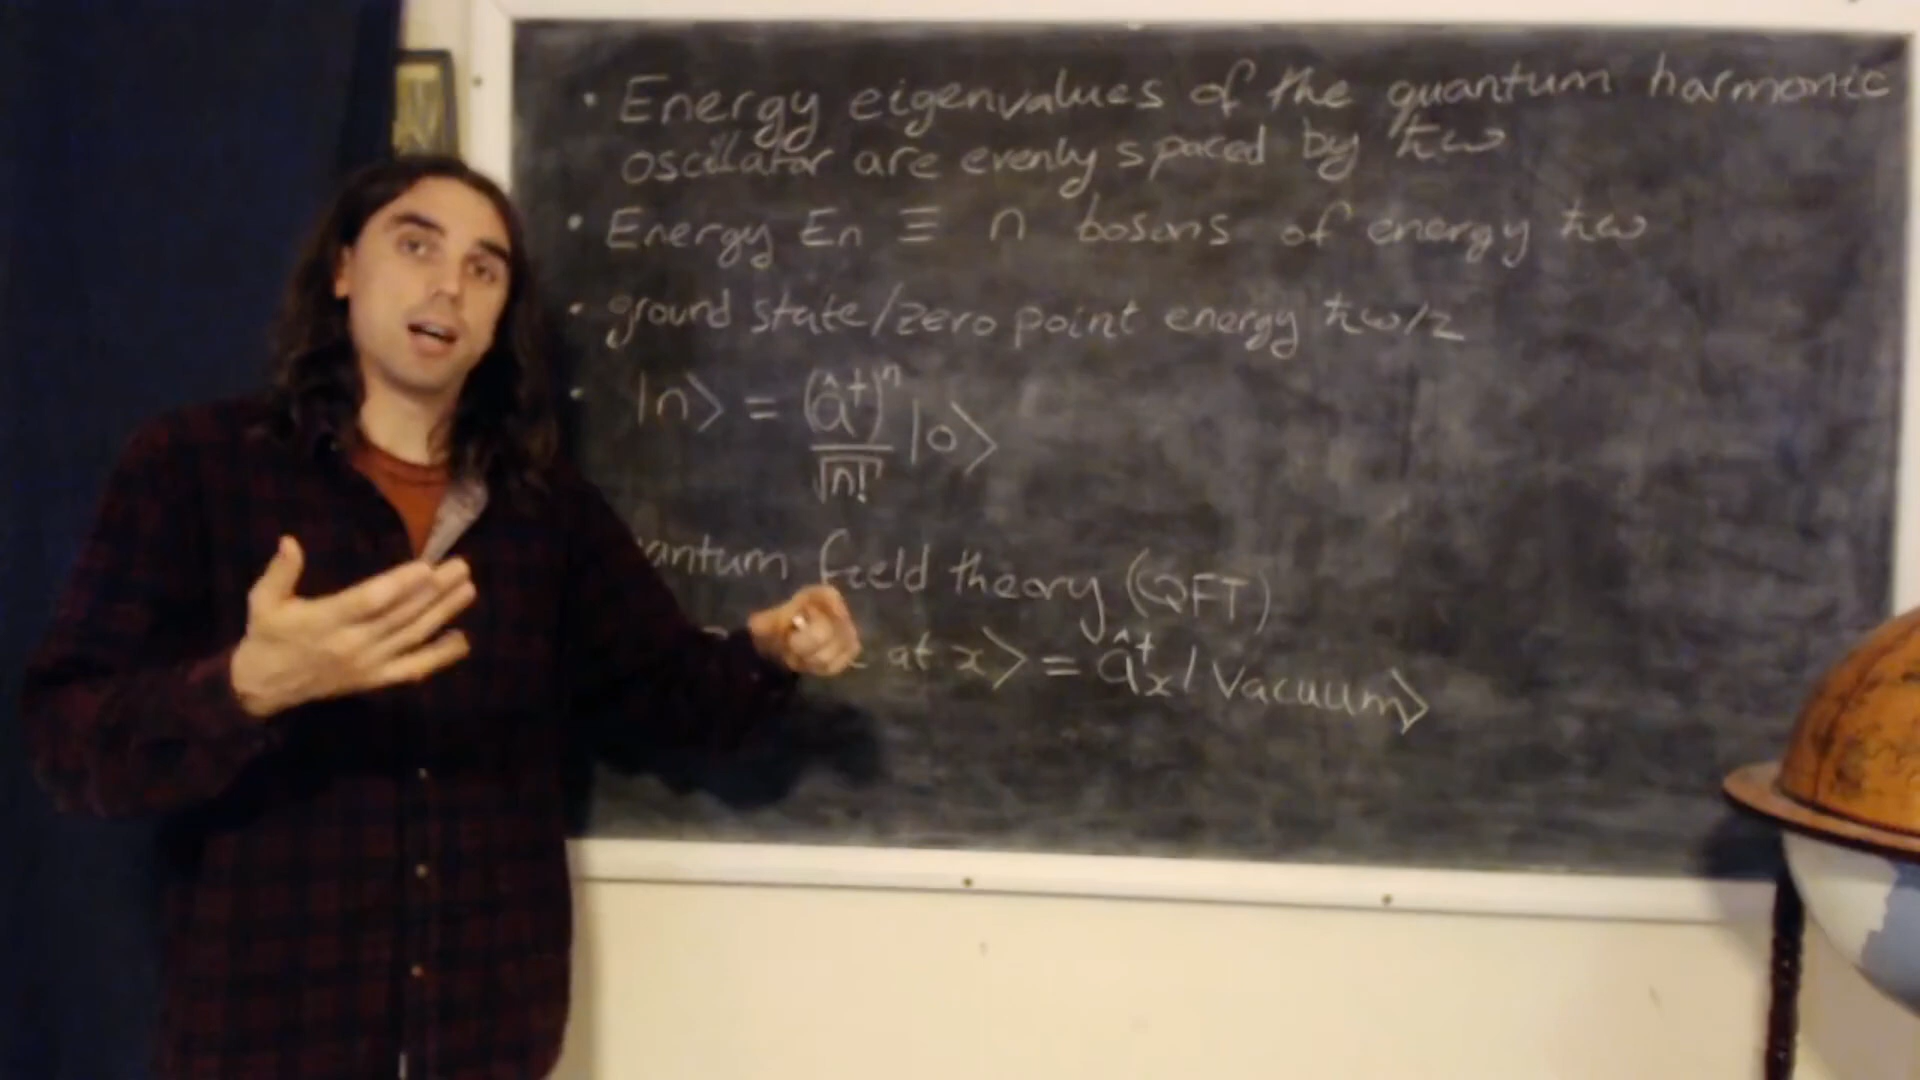 • Energy eigenvalues of the quantum harmonic
oscillator are evenly spaced by ħω
• Energy En ≡ n bosons of energy ħω
• ground state/zero point energy ħω/2
• |n⟩ = (â†)ⁿ/√n! |0⟩
antum field theory (QFT)
at x⟩ = â†ₓ|Vacuum⟩